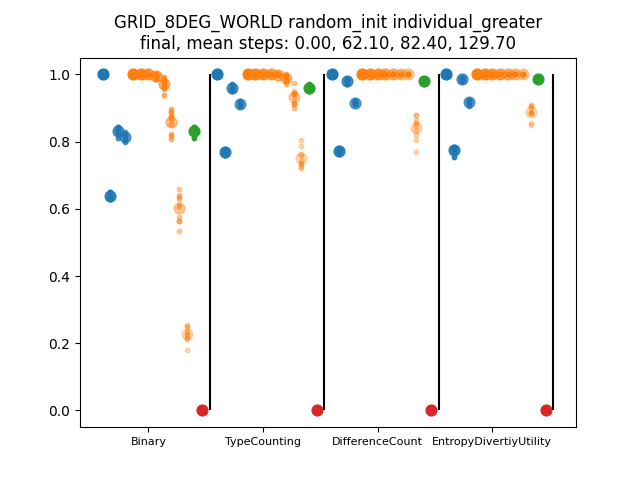 GRID_8DEG_WORLD random_init individual_greater
final, mean steps: 0.00, 62.10, 82.40, 129.70
1.0
0.8
0.6
0.4
0.2
0.0
Binary
TypeCounting
DifferenceCount
EntropyDivertiyUtility